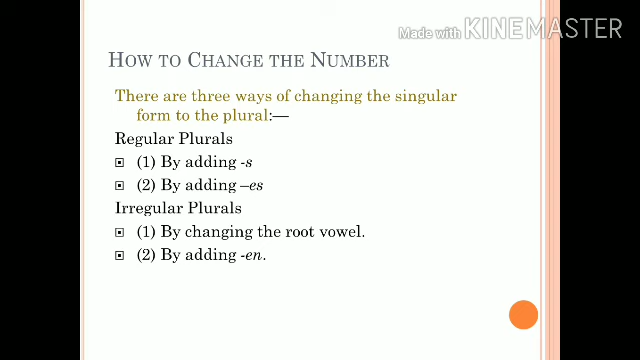 Made with KINEMASTER
HOW TO CHANGE THE NUMBER
There are three ways of changing the singular
form to the plural:—
Regular Plurals
(1) By adding -s
(2) By adding –es
Irregular Plurals
(1) By changing the root vowel.
(2) By adding -en.